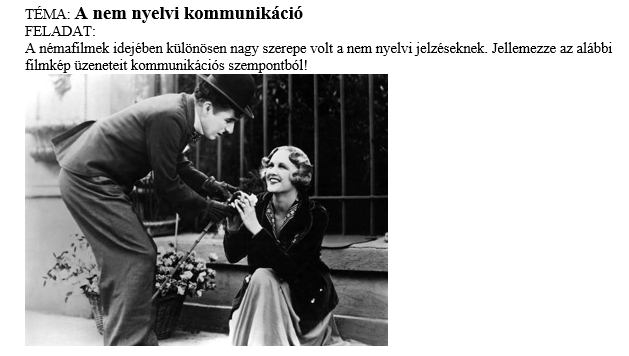 TÉMA: A nem nyelvi kommunikáció
FELADAT:
A némafilmek idejében különösen nagy szerepe volt a nem nyelvi jelzéseknek. Jellemezze az alábbi
filmkép üzeneteit kommunikációs szempontból!